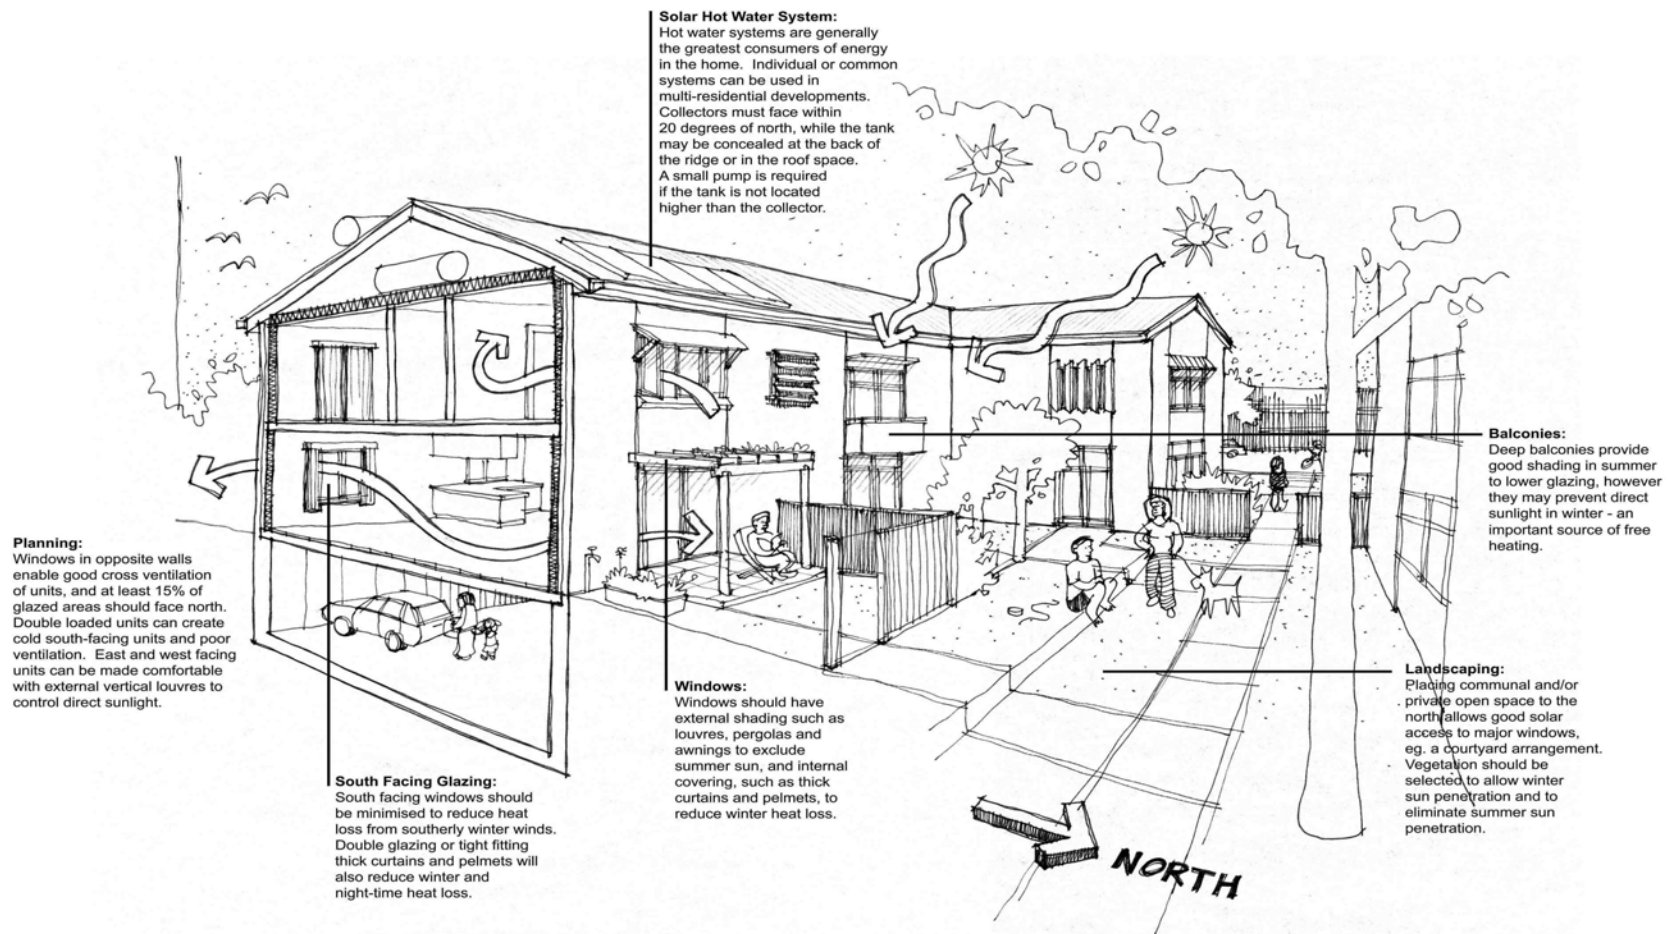 Solar Hot Water System:
Hot water systems are generally
the greatest consumers of energy
in the home.  Individual or common
systems can be used in
multi-residential developments.
Collectors must face within
20 degrees of north, while the tank
may be concealed at the back of
the ridge or in the roof space.
A small pump is required
if the tank is not located
higher than the collector.
Balconies:
Deep balconies provide
good shading in summer
to lower glazing, however
they may prevent direct
sunlight in winter - an
important source of free
heating.
Planning:
Windows in opposite walls
enable good cross ventilation
of units, and at least 15% of
glazed areas should face north.
Double loaded units can create
cold south-facing units and poor
ventilation.  East and west facing
units can be made comfortable
with external vertical louvres to
control direct sunlight.
South Facing Glazing:
South facing windows should
be minimised to reduce heat
loss from southerly winter winds.
Double glazing or tight fitting
thick curtains and pelmets will
also reduce winter and
night-time heat loss.
Windows:
Windows should have
external shading such as
louvres, pergolas and
awnings to exclude
summer sun, and internal
covering, such as thick
curtains and pelmets, to
reduce winter heat loss.
Landscaping:
Placing communal and/or
private open space to the
north allows good solar
access to major windows,
eg. a courtyard arrangement.
Vegetation should be
selected to allow winter
sun penetration and to
eliminate summer sun
penetration.
NORTH